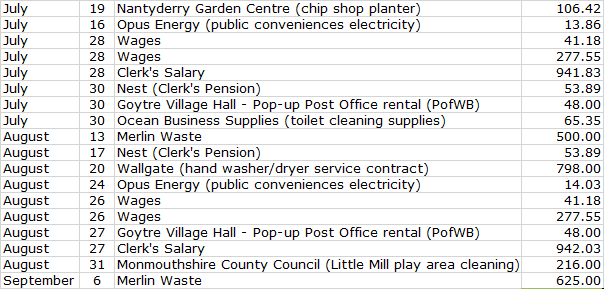 July 19 Nantyderry Garden Centre (chip shop planter) 106.42
July 16 Opus Energy (public conveniences electricity) 13.86
July 28 Wages 41.18
July 28 Wages 277.55
July 28 Clerk's Salary 941.83
July 30 Nest (Clerk's Pension) 53.89
July 30 Goytre Village Hall - Pop-up Post Office rental (PofWB) 48.00
July 30 Ocean Business Supplies (toilet cleaning supplies) 65.35
August 13 Merlin Waste 500.00
August 17 Nest (Clerk's Pension) 53.89
August 20 Wallgate (hand washer/dryer service contract) 798.00
August 24 Opus Energy (public conveniences electricity) 14.03
August 26 Wages 41.18
August 26 Wages 277.55
August 27 Goytre Village Hall - Pop-up Post Office rental (PofWB) 48.00
August 27 Clerk's Salary 942.03
August 31 Monmouthshire County Council (Little Mill play area cleaning) 216.00
September 6 Merlin Waste 625.00